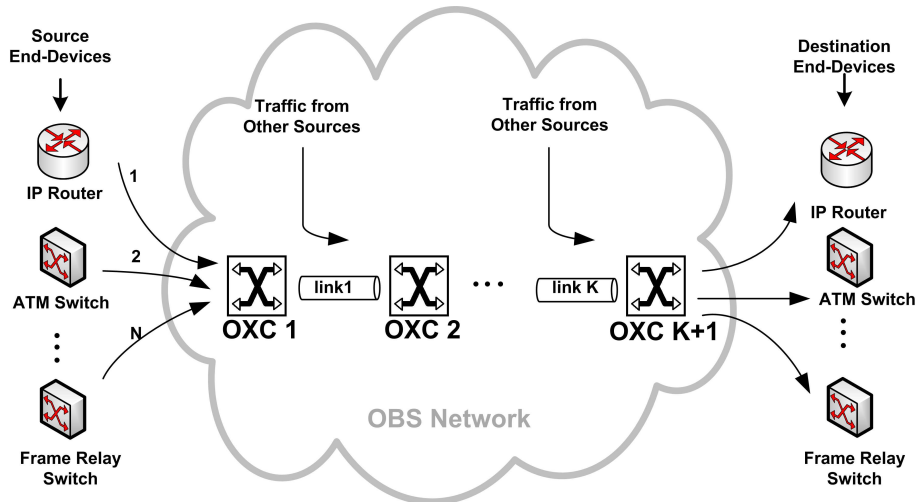 Source
End-Devices
IP Router
ATM Switch
Frame Relay
Switch
1
2
N
Traffic from
Other Sources
Traffic from
Other Sources
OXC 1
link1
OXC 2
link K
OXC K+1
OBS Network
Destination
End-Devices
IP Router
ATM Switch
Frame Relay
Switch